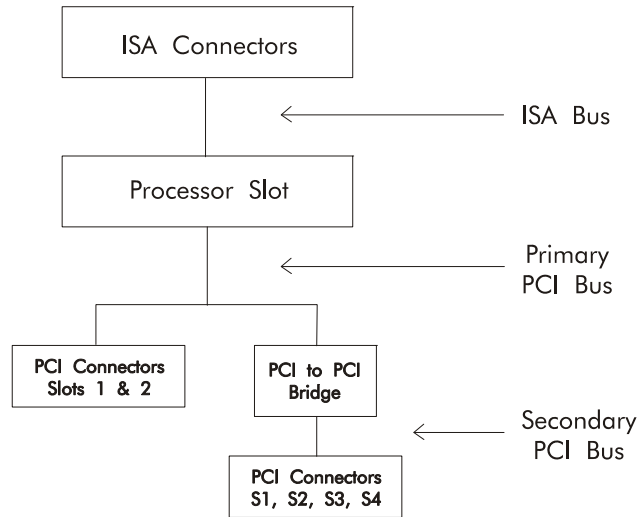 ISA Connectors
ISA Bus
Processor Slot
Primary
PCI Bus
PCI Connectors
Slots 1 & 2
PCI to PCI
Bridge
Secondary
PCI Bus
PCI Connectors
S1, S2, S3, S4